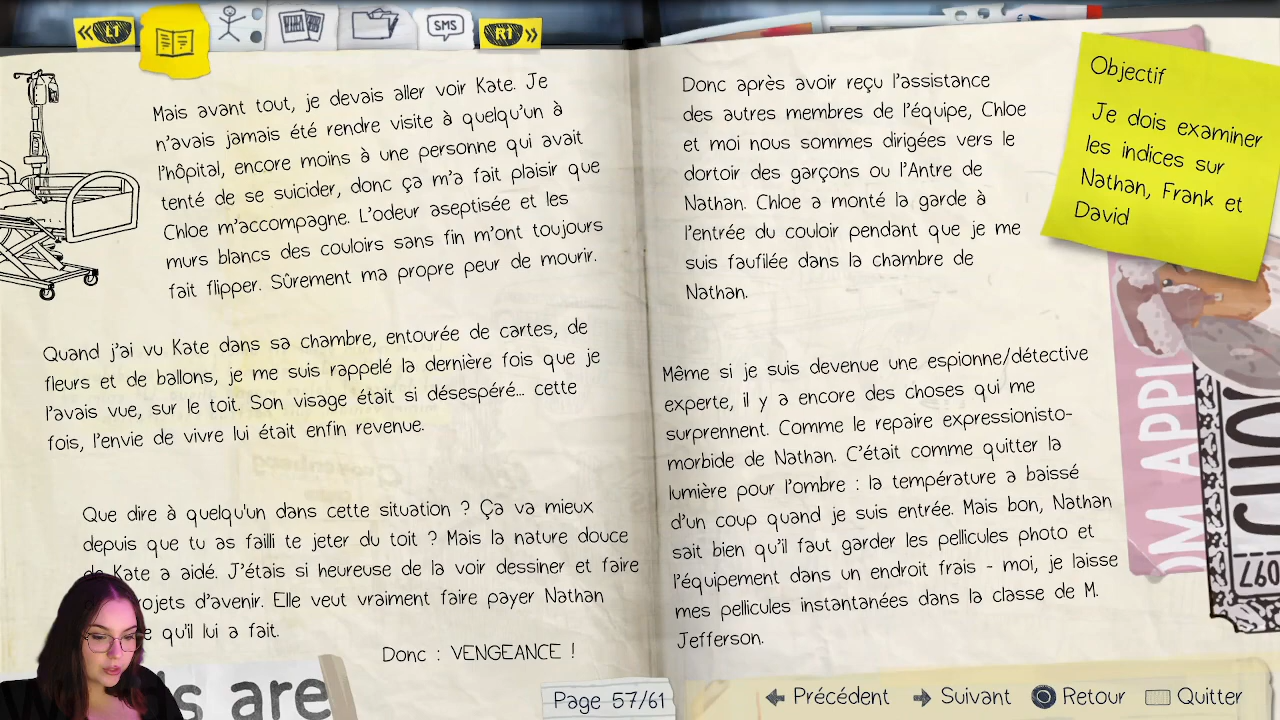 L1
SMS
R1
Mais avant tout, je devais aller voir Kate. Je
n'avais jamais été rendre visite à quelqu'un à
l'hôpital, encore moins à une personne qui avait
tenté de se suicider, donc ça m'a fait plaisir que
Chloe m'accompagne. L'odeur aseptisée et les
murs blancs des couloirs sans fin m'ont toujours
fait flipper. Sûrement ma propre peur de mourir.
Quand j'ai vu Kate dans sa chambre, entourée de cartes, de
fleurs et de ballons, je me suis rappelé la dernière fois que je
l'avais vue, sur le toit. Son visage était si désespéré... cette
fois, l'envie de vivre lui était enfin revenue.
Que dire à quelqu'un dans cette situation ? Ça va mieux
depuis que tu as failli te jeter du toit ? Mais la nature douce
de Kate a aidé. J'étais si heureuse de la voir dessiner et faire
rojets d'avenir. Elle veut vraiment faire payer Nathan
e qu'il lui a fait.
Donc : VENGEANCE !
s are
Donc après avoir reçu l'assistance
des autres membres de l'équipe, Chloe
et moi nous sommes dirigées vers le
dortoir des garçons ou l'Antre de
Nathan. Chloe a monté la garde à
l'entrée du couloir pendant que je me
suis faufilée dans la chambre de
Nathan.
Même si je suis devenue une espionne/détective
experte, il y a encore des choses qui me
surprennent. Comme le repaire expressionisto-
morbide de Nathan. C'était comme quitter la
lumière pour l'ombre : la température a baissé
d'un coup quand je suis entrée. Mais bon, Nathan
sait bien qu'il faut garder les pellicules photo et
l'équipement dans un endroit frais - moi, je laisse
mes pellicules instantanées dans la classe de M.
Jefferson.
Objectif
Je dois examiner
les indices sur
Nathan, Frank et
David
OM APPL
Page 57/61
Précédent
Suivant
Retour
Quitter